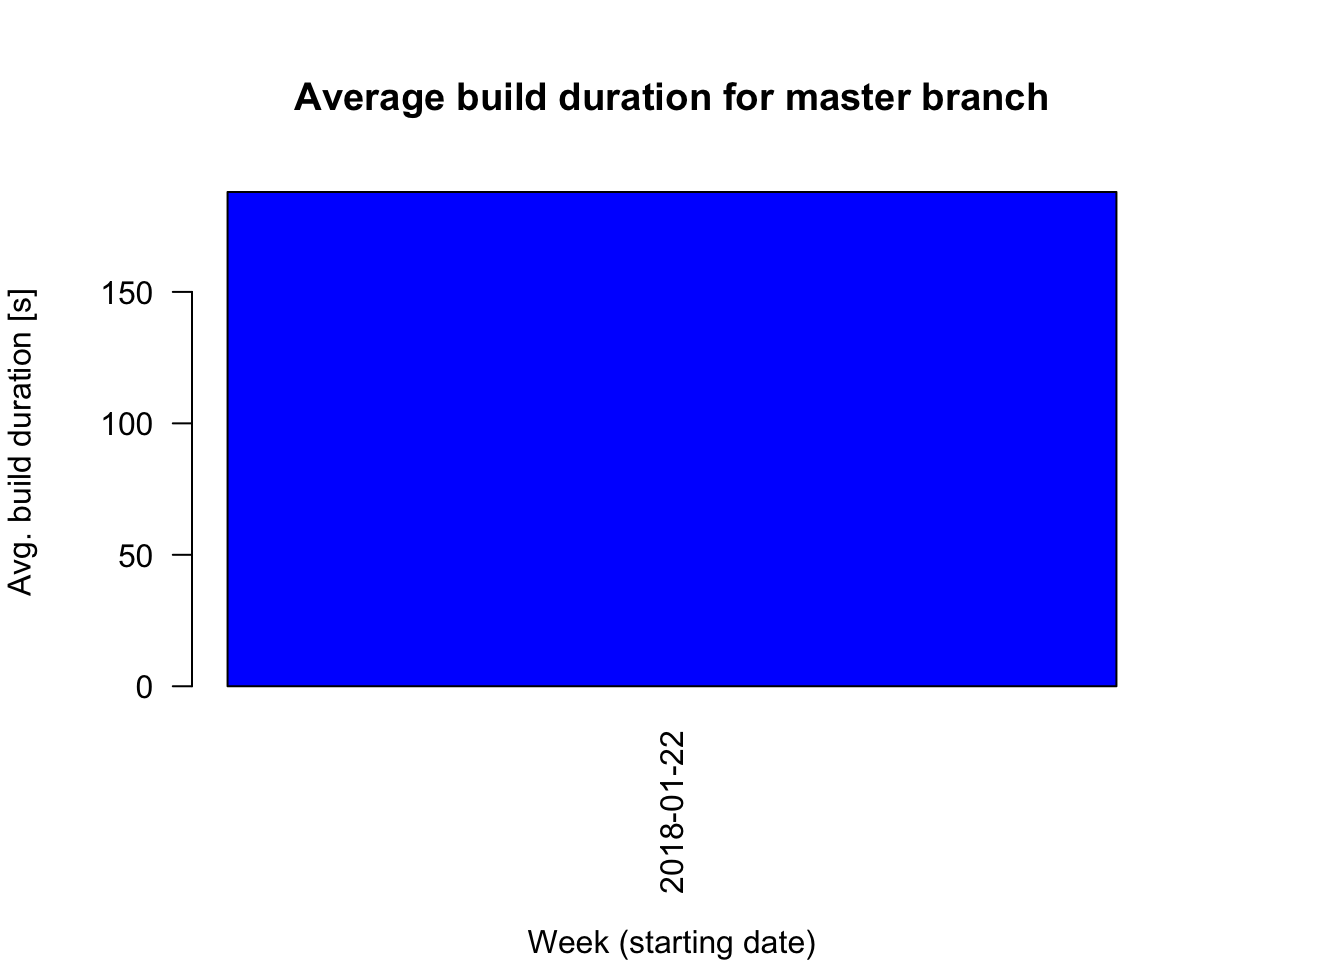 Average build duration for master branch
Avg. build duration [s]
150
100
50
0
2018-01-22
Week (starting date)